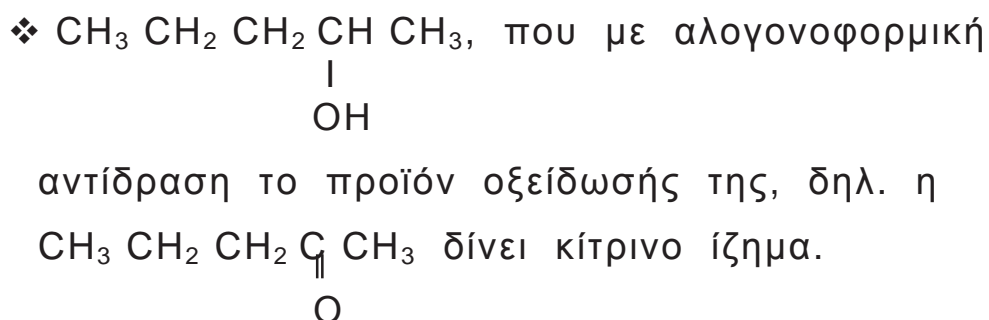 ❖ CH₃ CH₂ CH₂ CH CH₃, που με αλογονοφορμική
|
OH
αντίδραση το προϊόν οξείδωσής της, δηλ. η
CH₃ CH₂ CH₂ C CH₃ δίνει κίτρινο ίζημα.
||
O